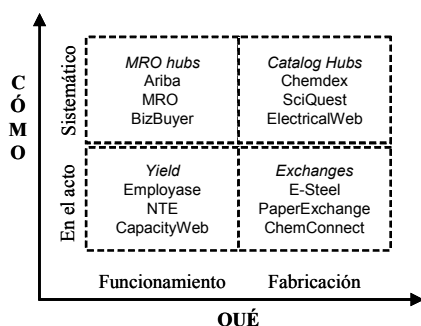 CÓMO
Sistemático
MRO hubs
Ariba
MRO
BizBuyer
Catalog Hubs
Chemdex
SciQuest
ElectricalWeb
En el acto
Yield
Employase
NTE
CapacityWeb
Exchanges
E-Steel
PaperExchange
ChemConnect
Funcionamiento
Fabricación
QUÉ